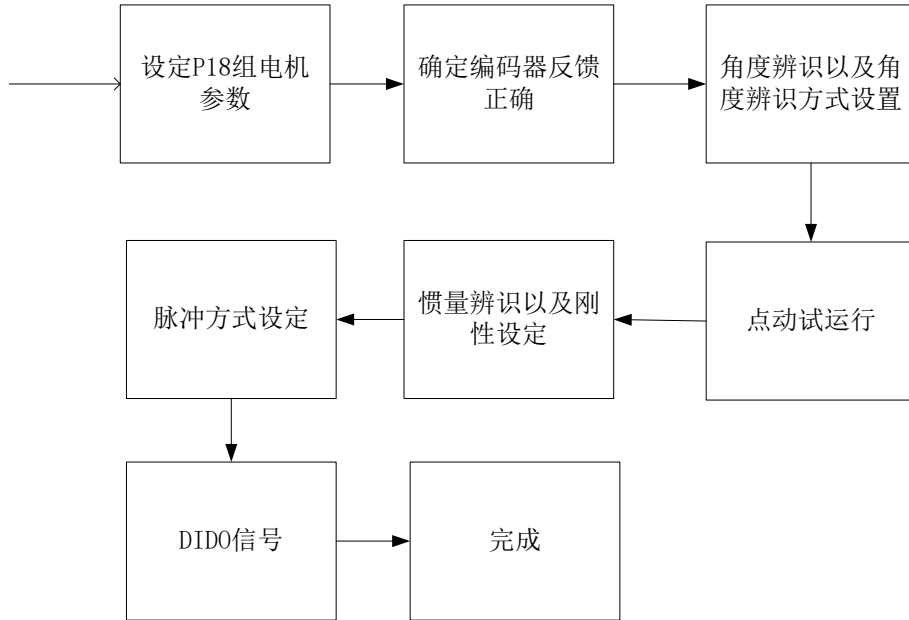 设定P18组电机
参数
确定编码器反馈
正确
角度辨识以及角
度辨识方式设置
点动试运行
惯量辨识以及刚
性设定
脉冲方式设定
DIDO信号
完成